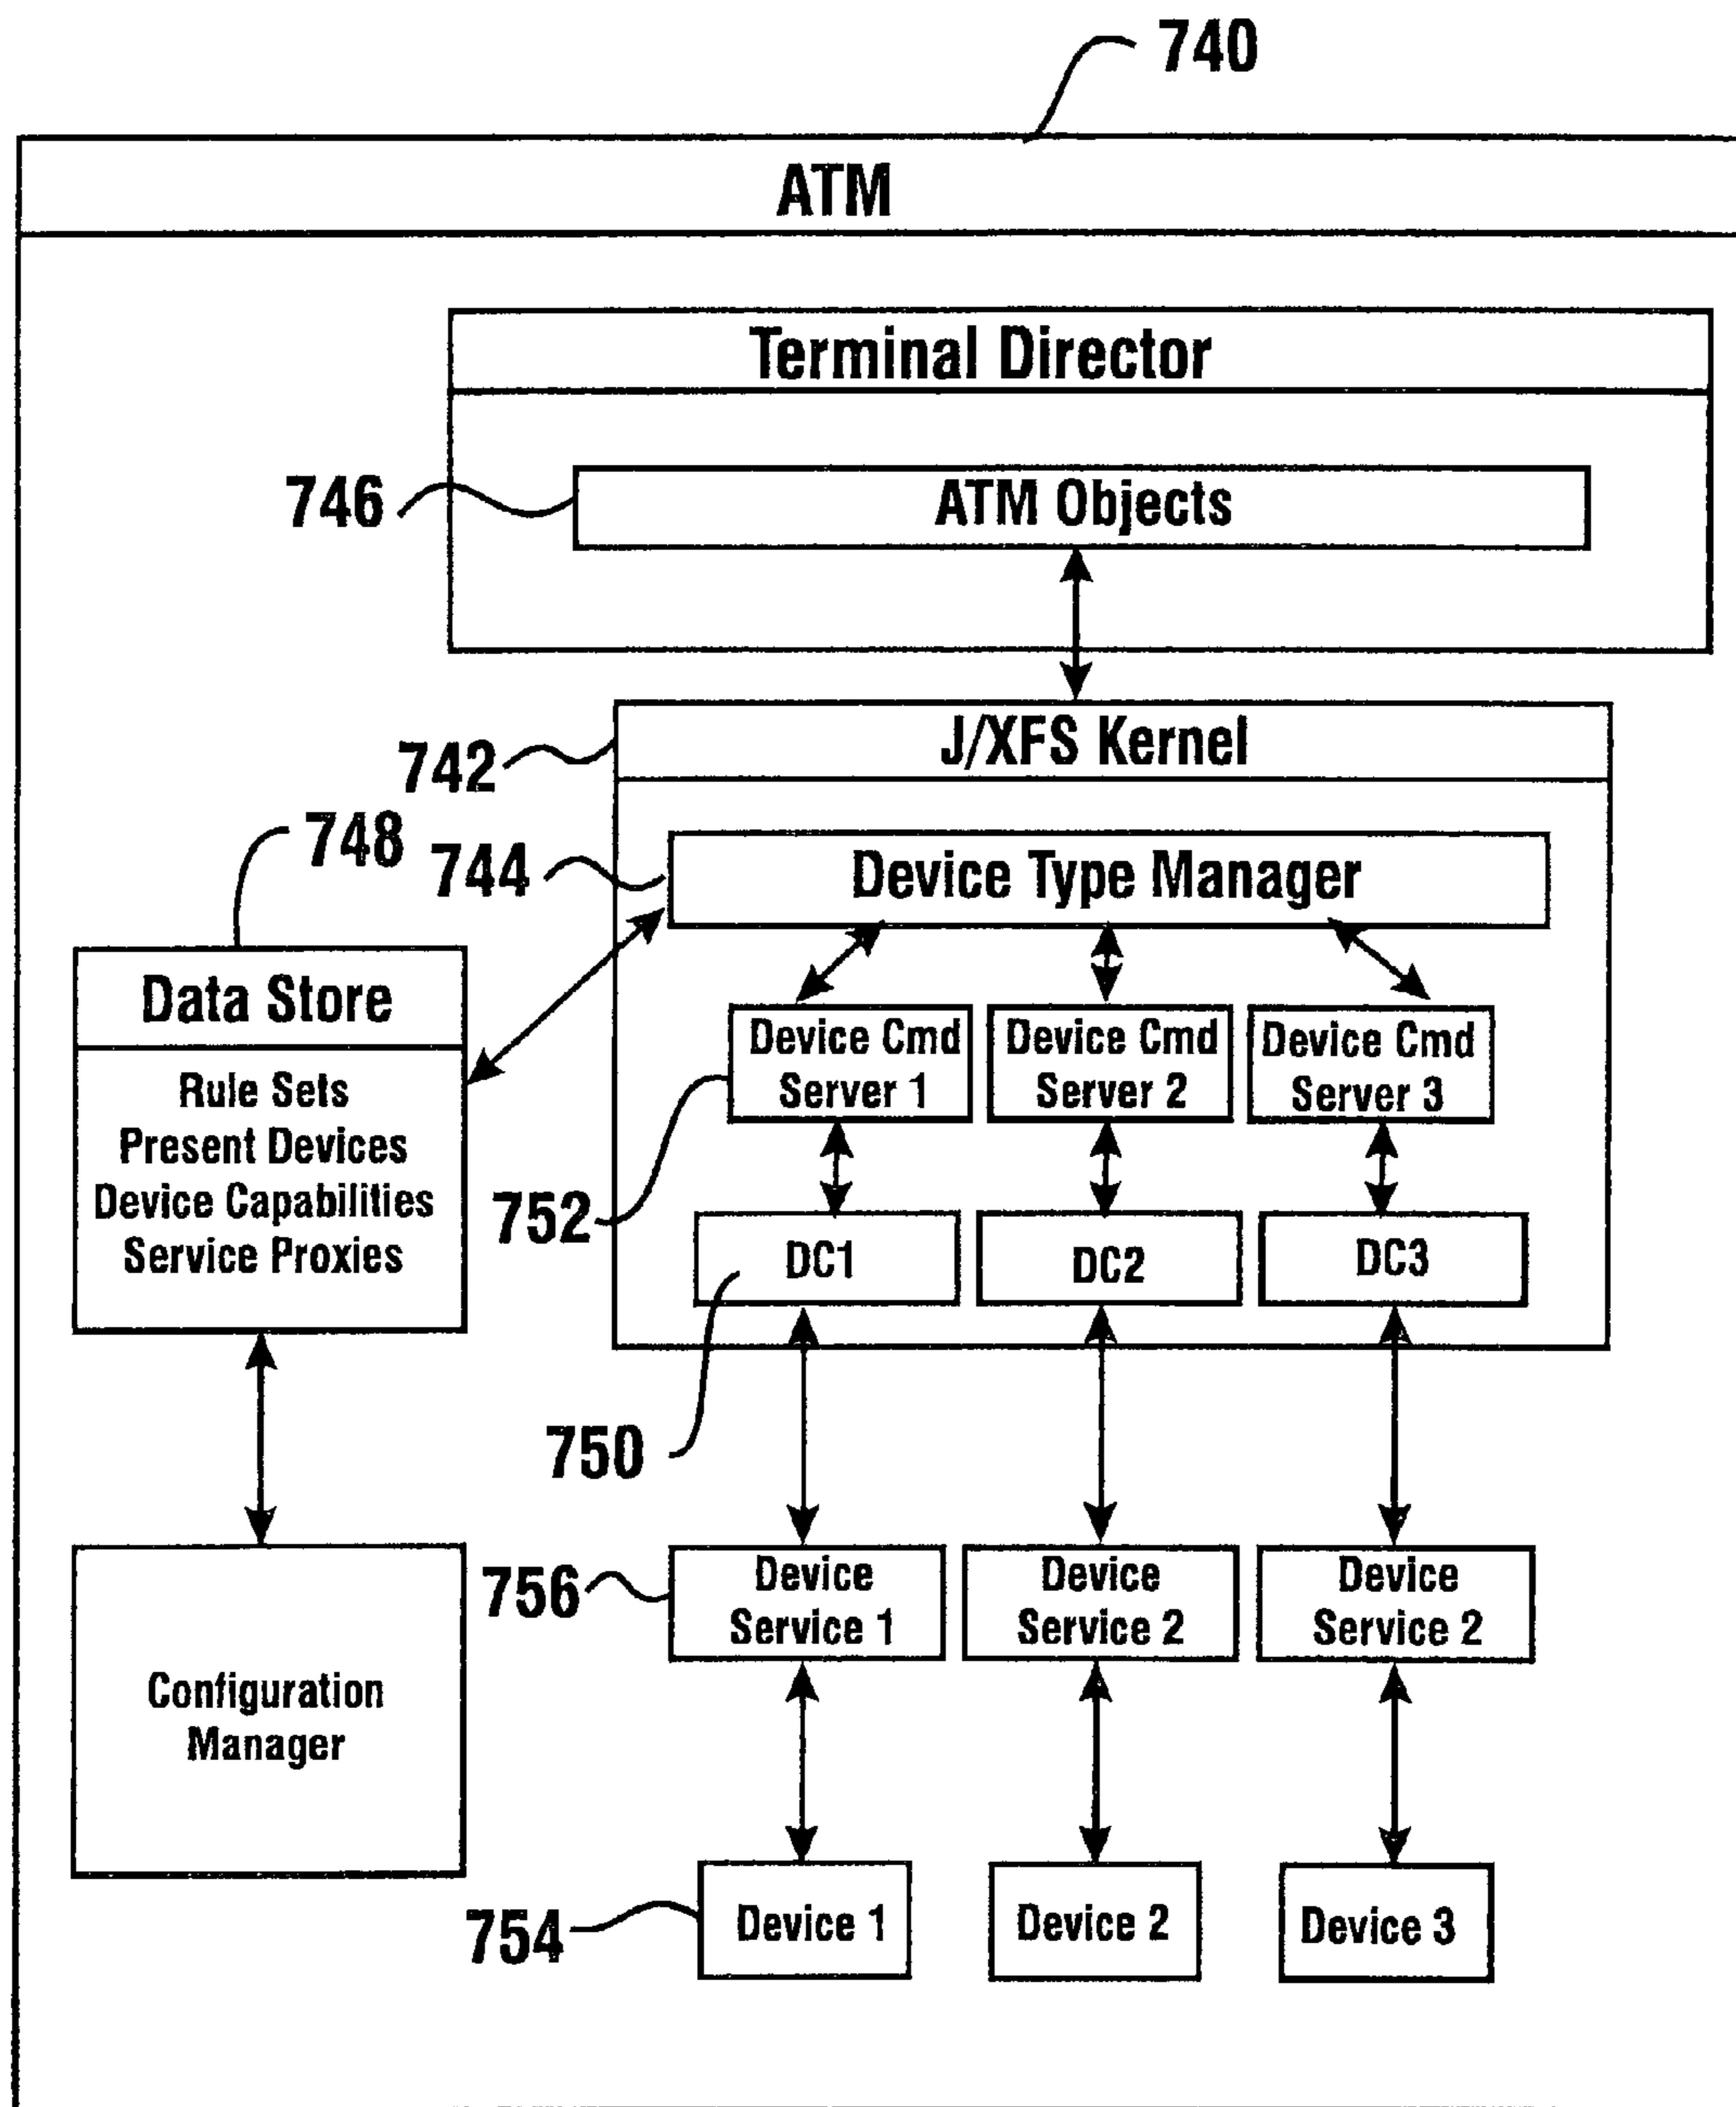 740
ATM
Terminal Director
746
ATM Objects
742
J/XFS Kernel
748
744
Device Type Manager
Data Store
Rule Sets
Present Devices
Device Capabilities
Service Proxies
Device Cmd
Server 1
Device Cmd
Server 2
Device Cmd
Server 3
752
DC1
DC2
DC3
750
756
Device
Service 1
Device
Service 2
Device
Service 2
Configuration
Manager
754
Device 1
Device 2
Device 3